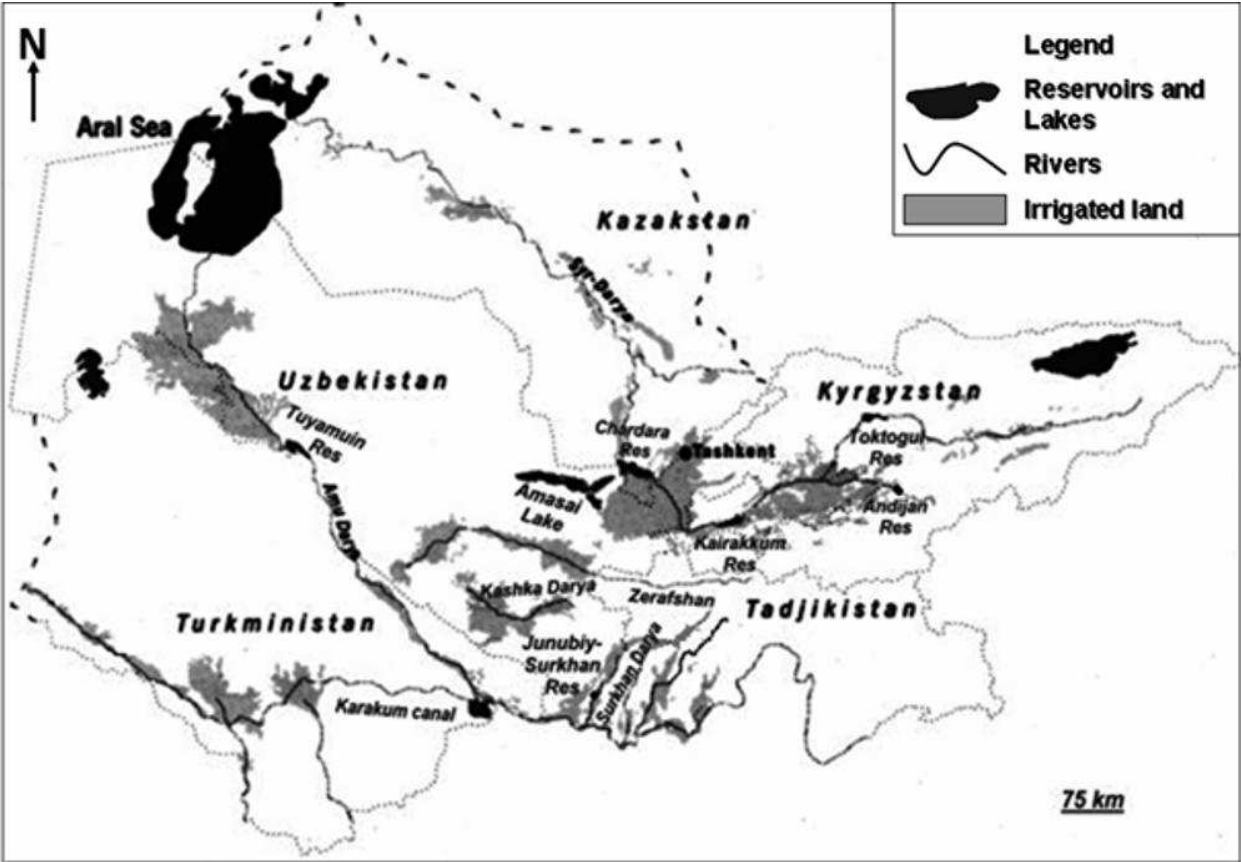 N
Legend
Reservoirs and
Lakes
Rivers
Irrigated land
Aral Sea
Kazakstan
Syr-Darya
Uzbekistan
Kyrgyzstan
Tuyamuin
Res
Chardara
Res
Tashkent
Toktogul
Res
Amasai
Lake
Amu Darya
Andijan
Res
Kairakkum
Res
Kashka Darya
Zerafshan
Tadjikistan
Turkministan
Junubiy-
Surkhan
Res
Surkhan Darya
Karakum canal
75 km